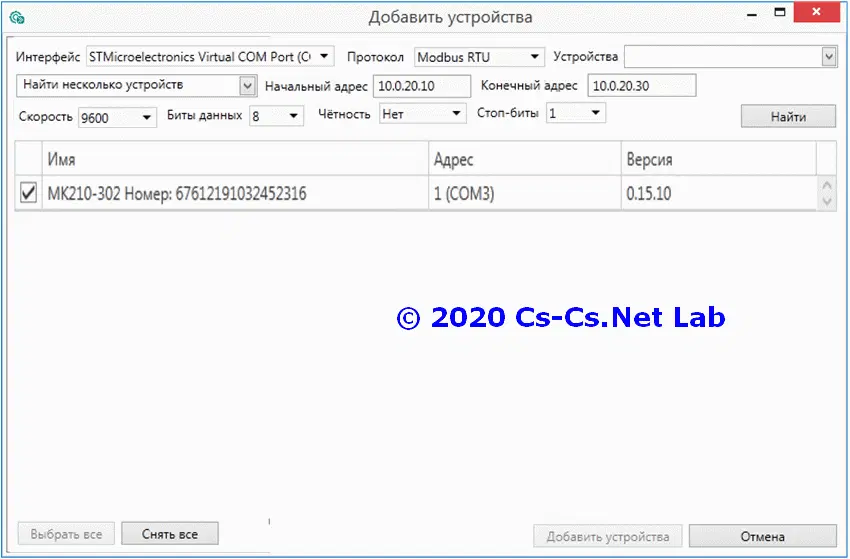 Добавить устройства
Интерфейс STMicroelectronics Virtual COM Port (C Протокол Modbus RTU Устройства
Найти несколько устройств Начальный адрес 10.0.20.10 Конечный адрес 10.0.20.30
Скорость 9600 Биты данных 8 Чётность Нет Стоп-биты 1 Найти
Имя Адрес Версия
МК210-302 Номер: 67612191032452316 1 (COM3) 0.15.10
© 2020 Cs-Cs.Net Lab
Выбрать все Снять все Добавить устройства Отмена